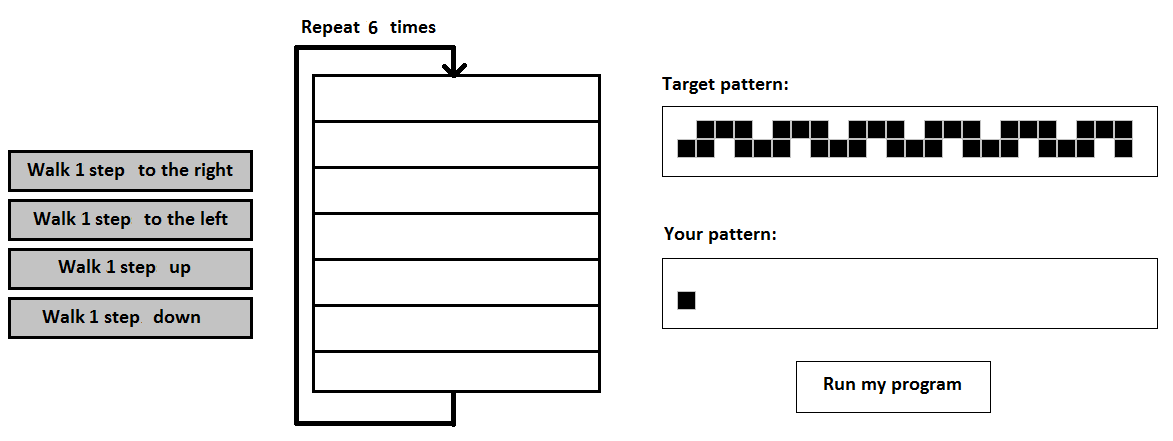 Repeat 6 times
Walk 1 step to the right
Walk 1 step to the left
Walk 1 step up
Walk 1 step down
Target pattern:
Your pattern:
Run my program